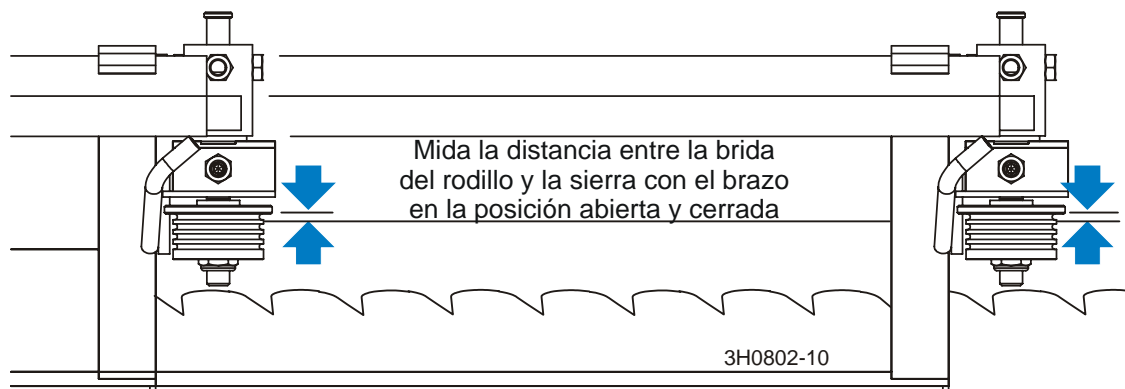 Mida la distancia entre la brida
del rodillo y la sierra con el brazo
en la posición abierta y cerrada
3H0802-10